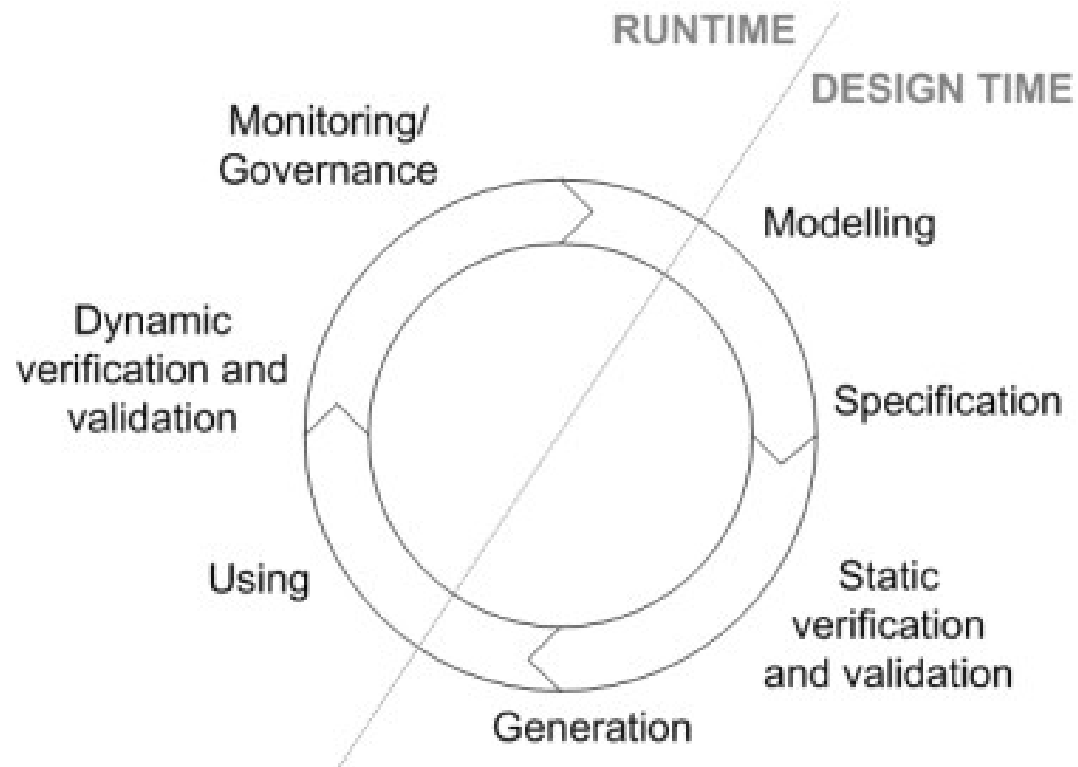 RUNTIME
DESIGN TIME
Monitoring/
Governance
Modelling
Dynamic
verification and
validation
Specification
Using
Static
verification
and validation
Generation